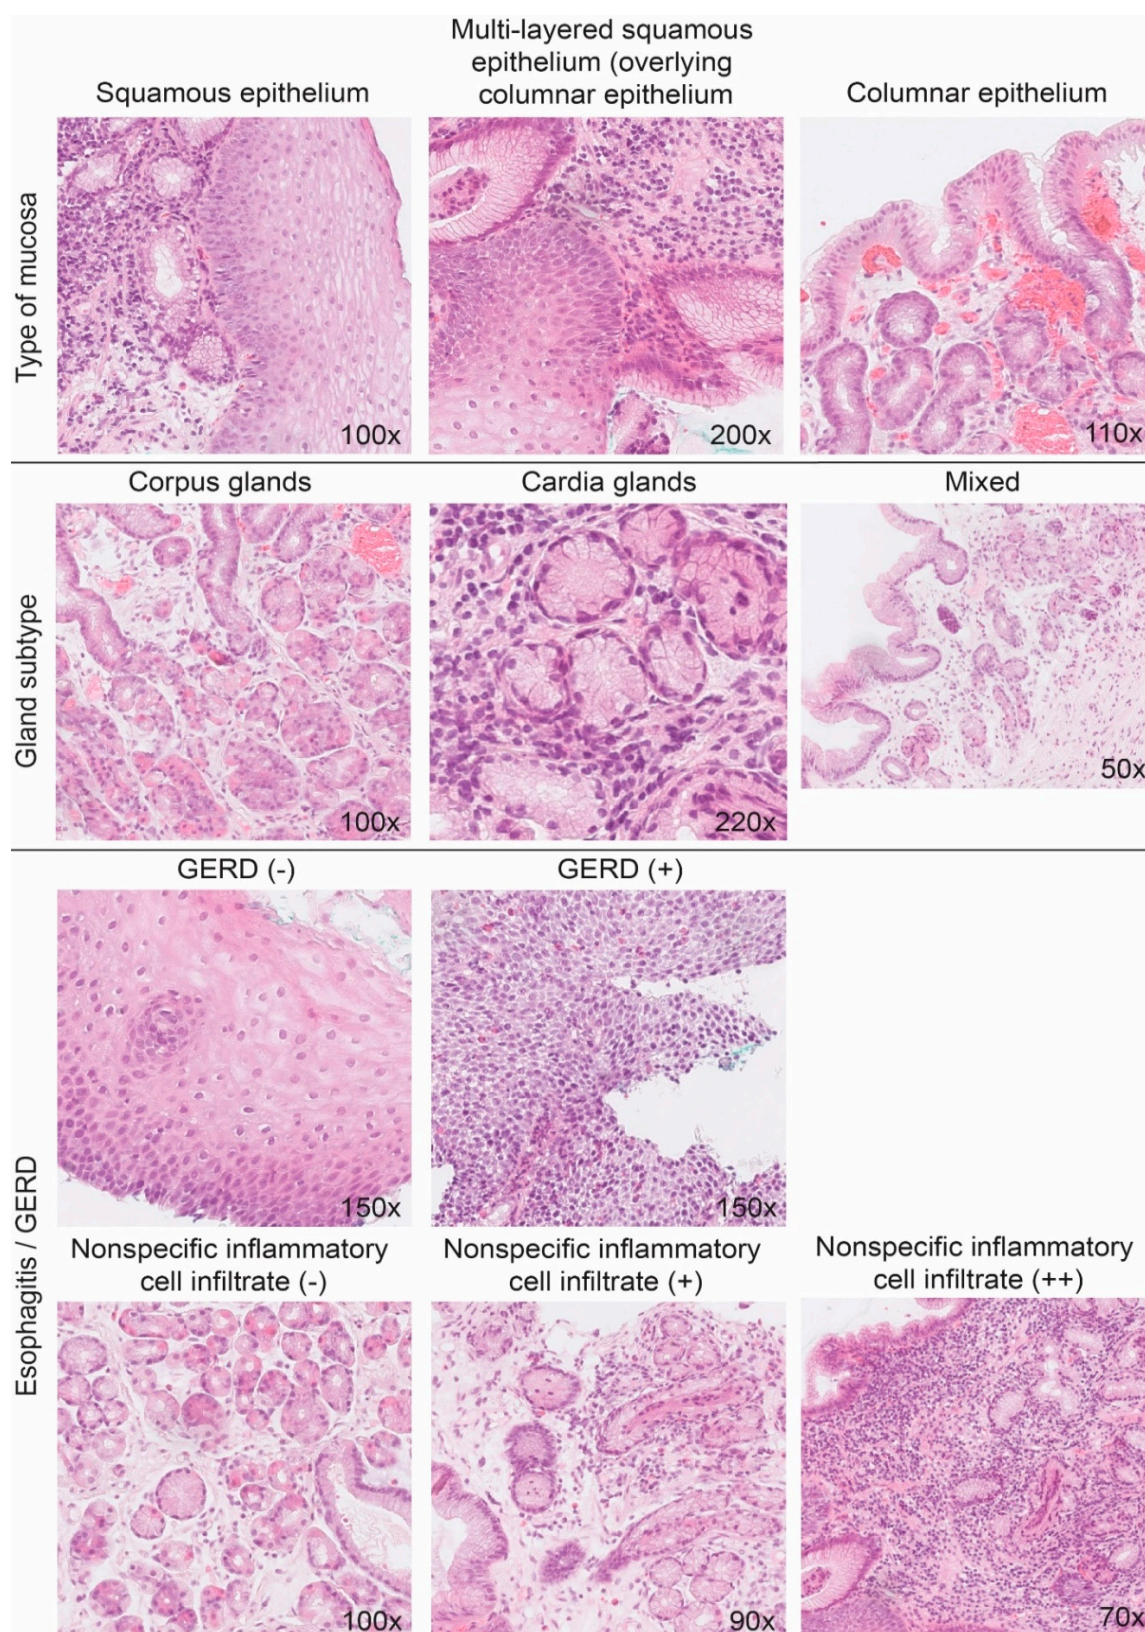 Squamous epithelium
Multi-layered squamous
epithelium (overlying
columnar epithelium
Columnar epithelium
Type of mucosa
100x
200x
110x
Corpus glands
Cardia glands
Mixed
Gland subtype
100x
220x
50x
GERD (-)
GERD (+)
Esophagitis / GERD
150x
150x
Nonspecific inflammatory
cell infiltrate (-)
Nonspecific inflammatory
cell infiltrate (+)
Nonspecific inflammatory
cell infiltrate (++)
100x
90x
70x